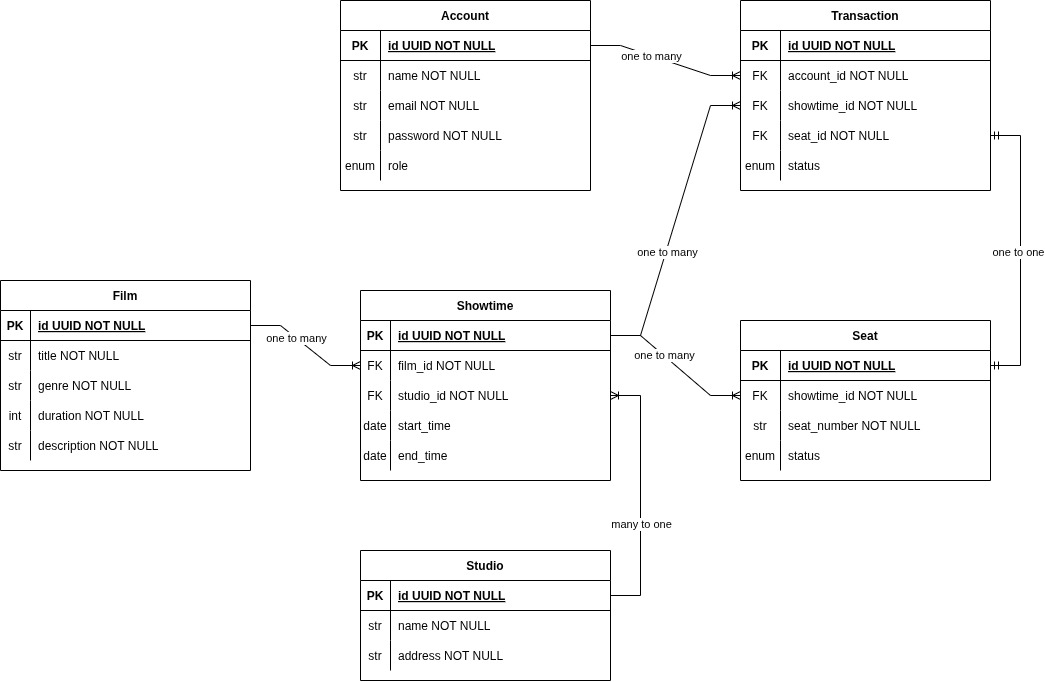 Account
PK id UUID NOT NULL
str name NOT NULL
str email NOT NULL
str password NOT NULL
enum role
Transaction
PK id UUID NOT NULL
FK account_id NOT NULL
FK showtime_id NOT NULL
FK seat_id NOT NULL
enum status
one to many
one to many
one to one
Film
PK id UUID NOT NULL
str title NOT NULL
str genre NOT NULL
int duration NOT NULL
str description NOT NULL
one to many
Showtime
PK id UUID NOT NULL
FK film_id NOT NULL
FK studio_id NOT NULL
date start_time
date end_time
one to many
Seat
PK id UUID NOT NULL
FK showtime_id NOT NULL
str seat_number NOT NULL
enum status
many to one
Studio
PK id UUID NOT NULL
str name NOT NULL
str address NOT NULL